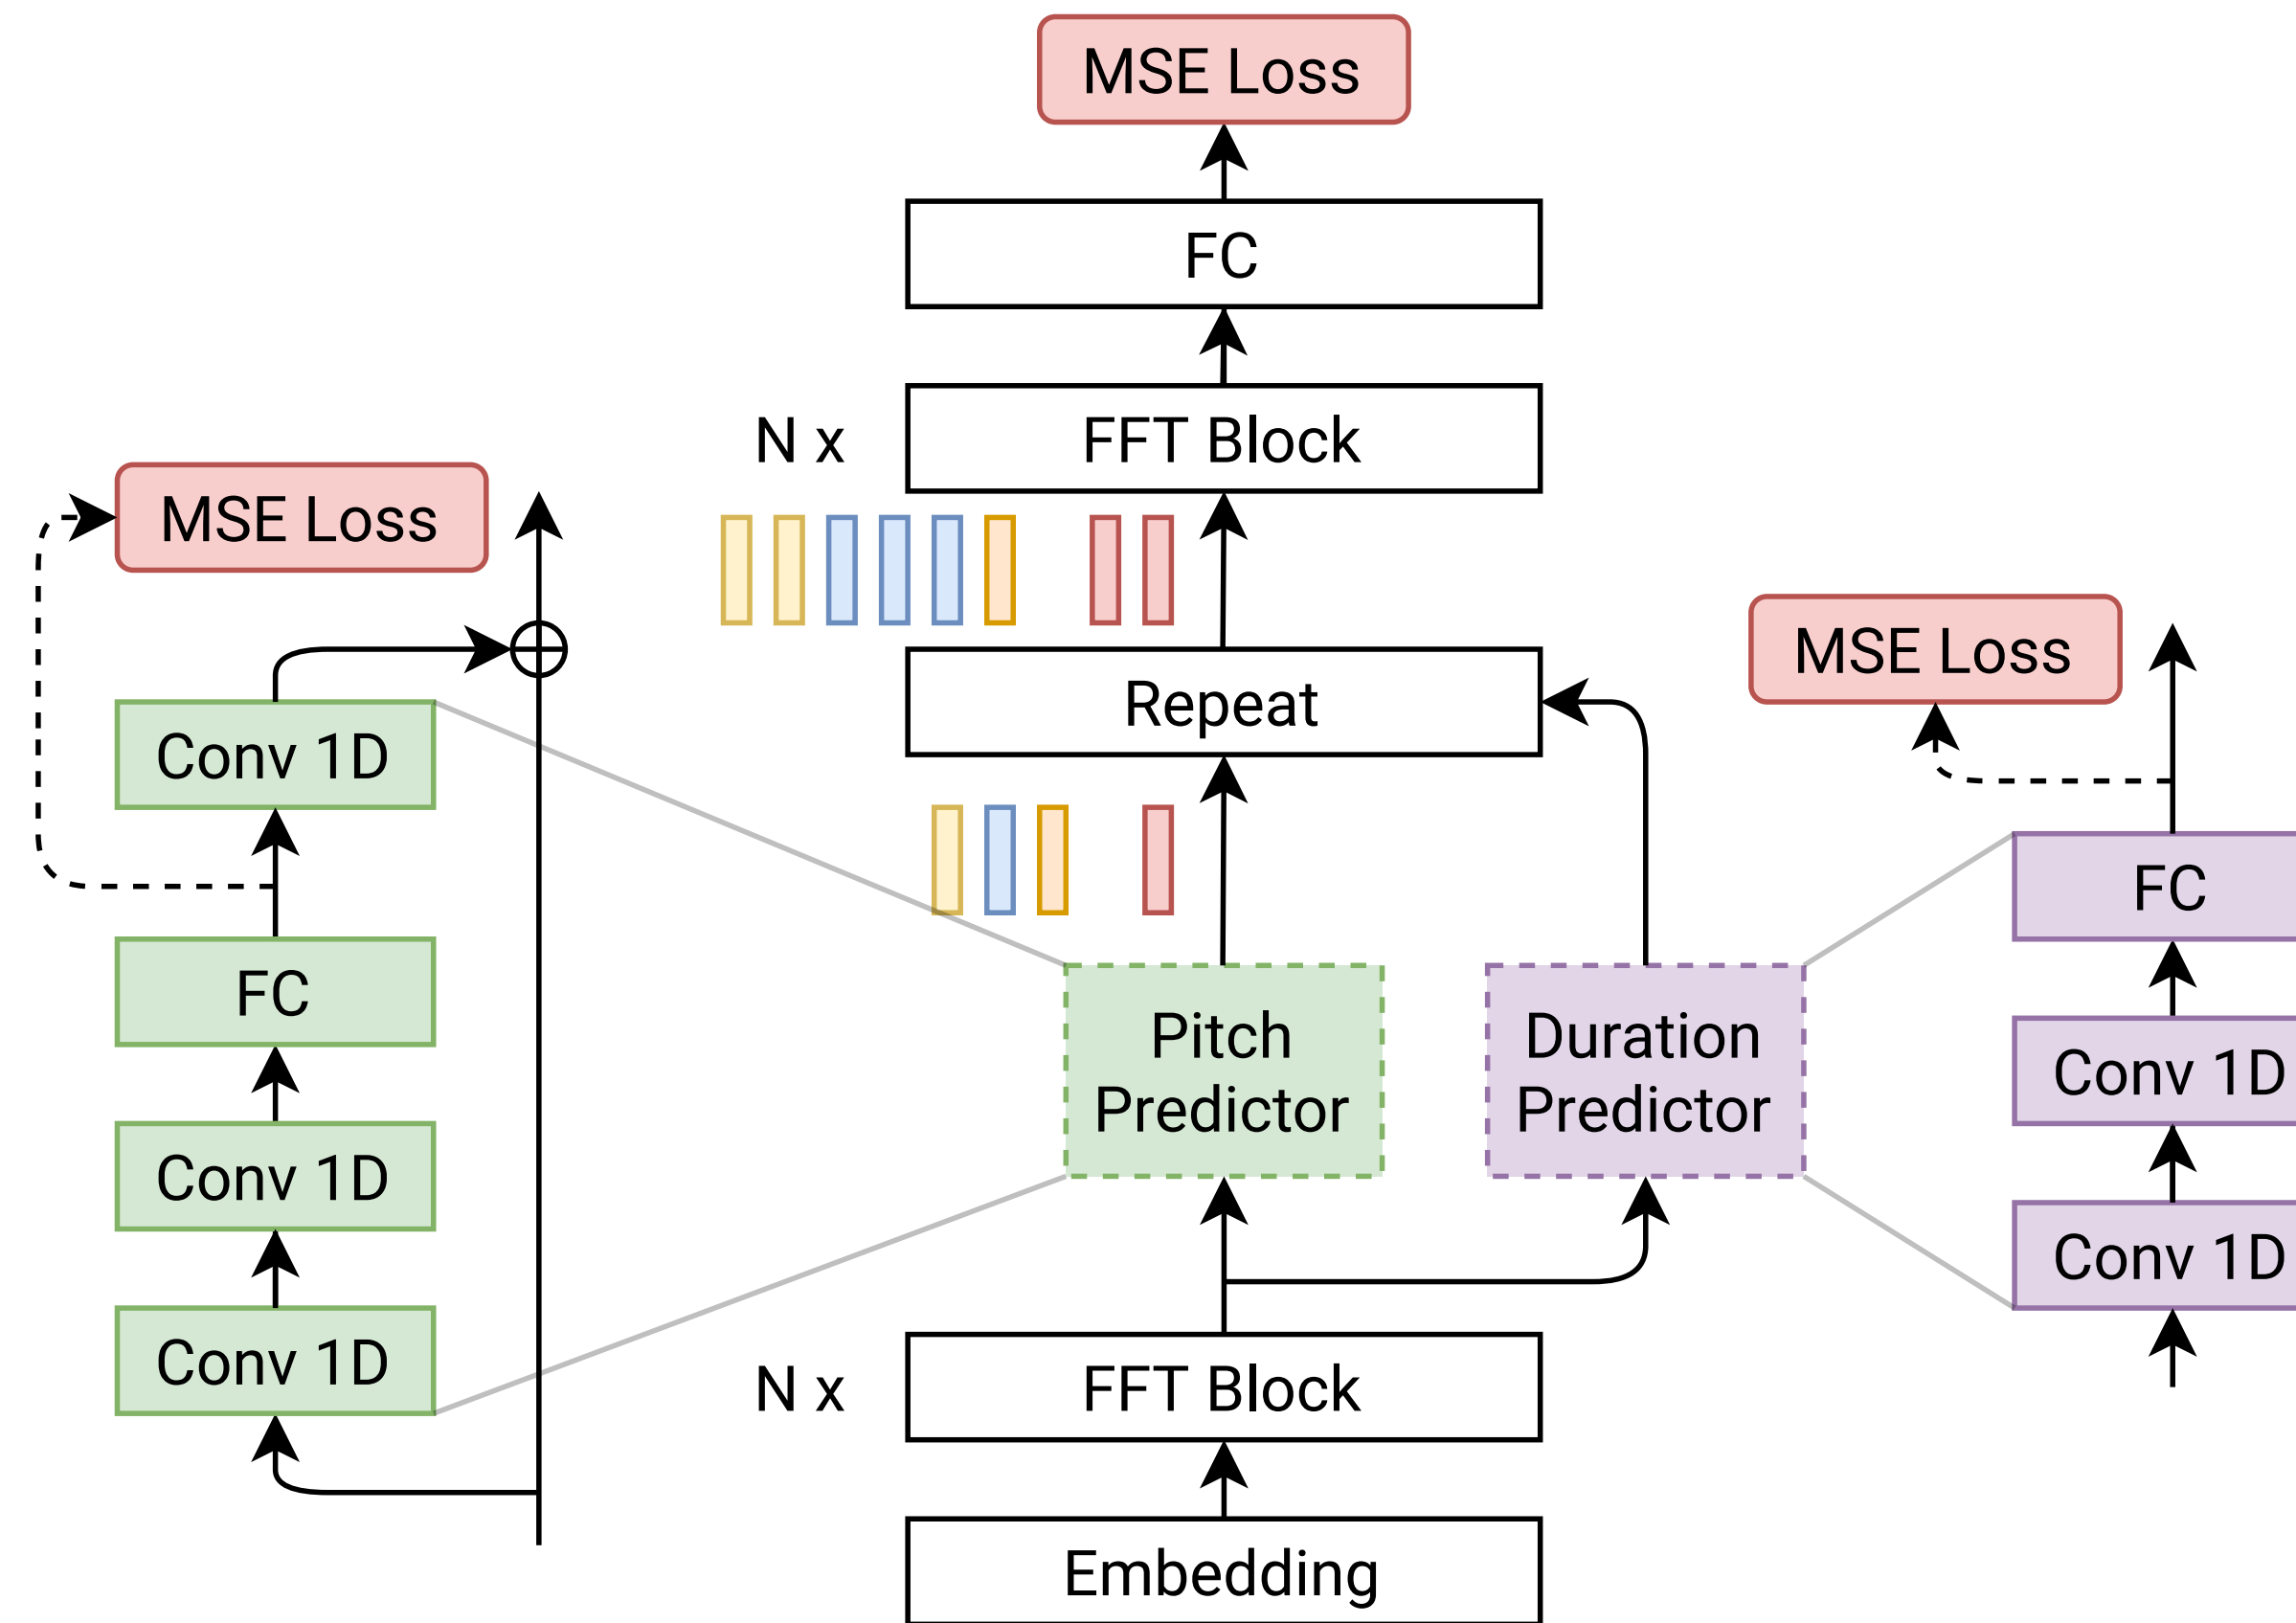 MSE Loss
FC
N x
FFT Block
MSE Loss
MSE Loss
Repeat
Conv 1D
FC
FC
Pitch
Predictor
Duration
Predictor
Conv 1D
Conv 1D
Conv 1D
Conv 1D
N x
FFT Block
Embedding